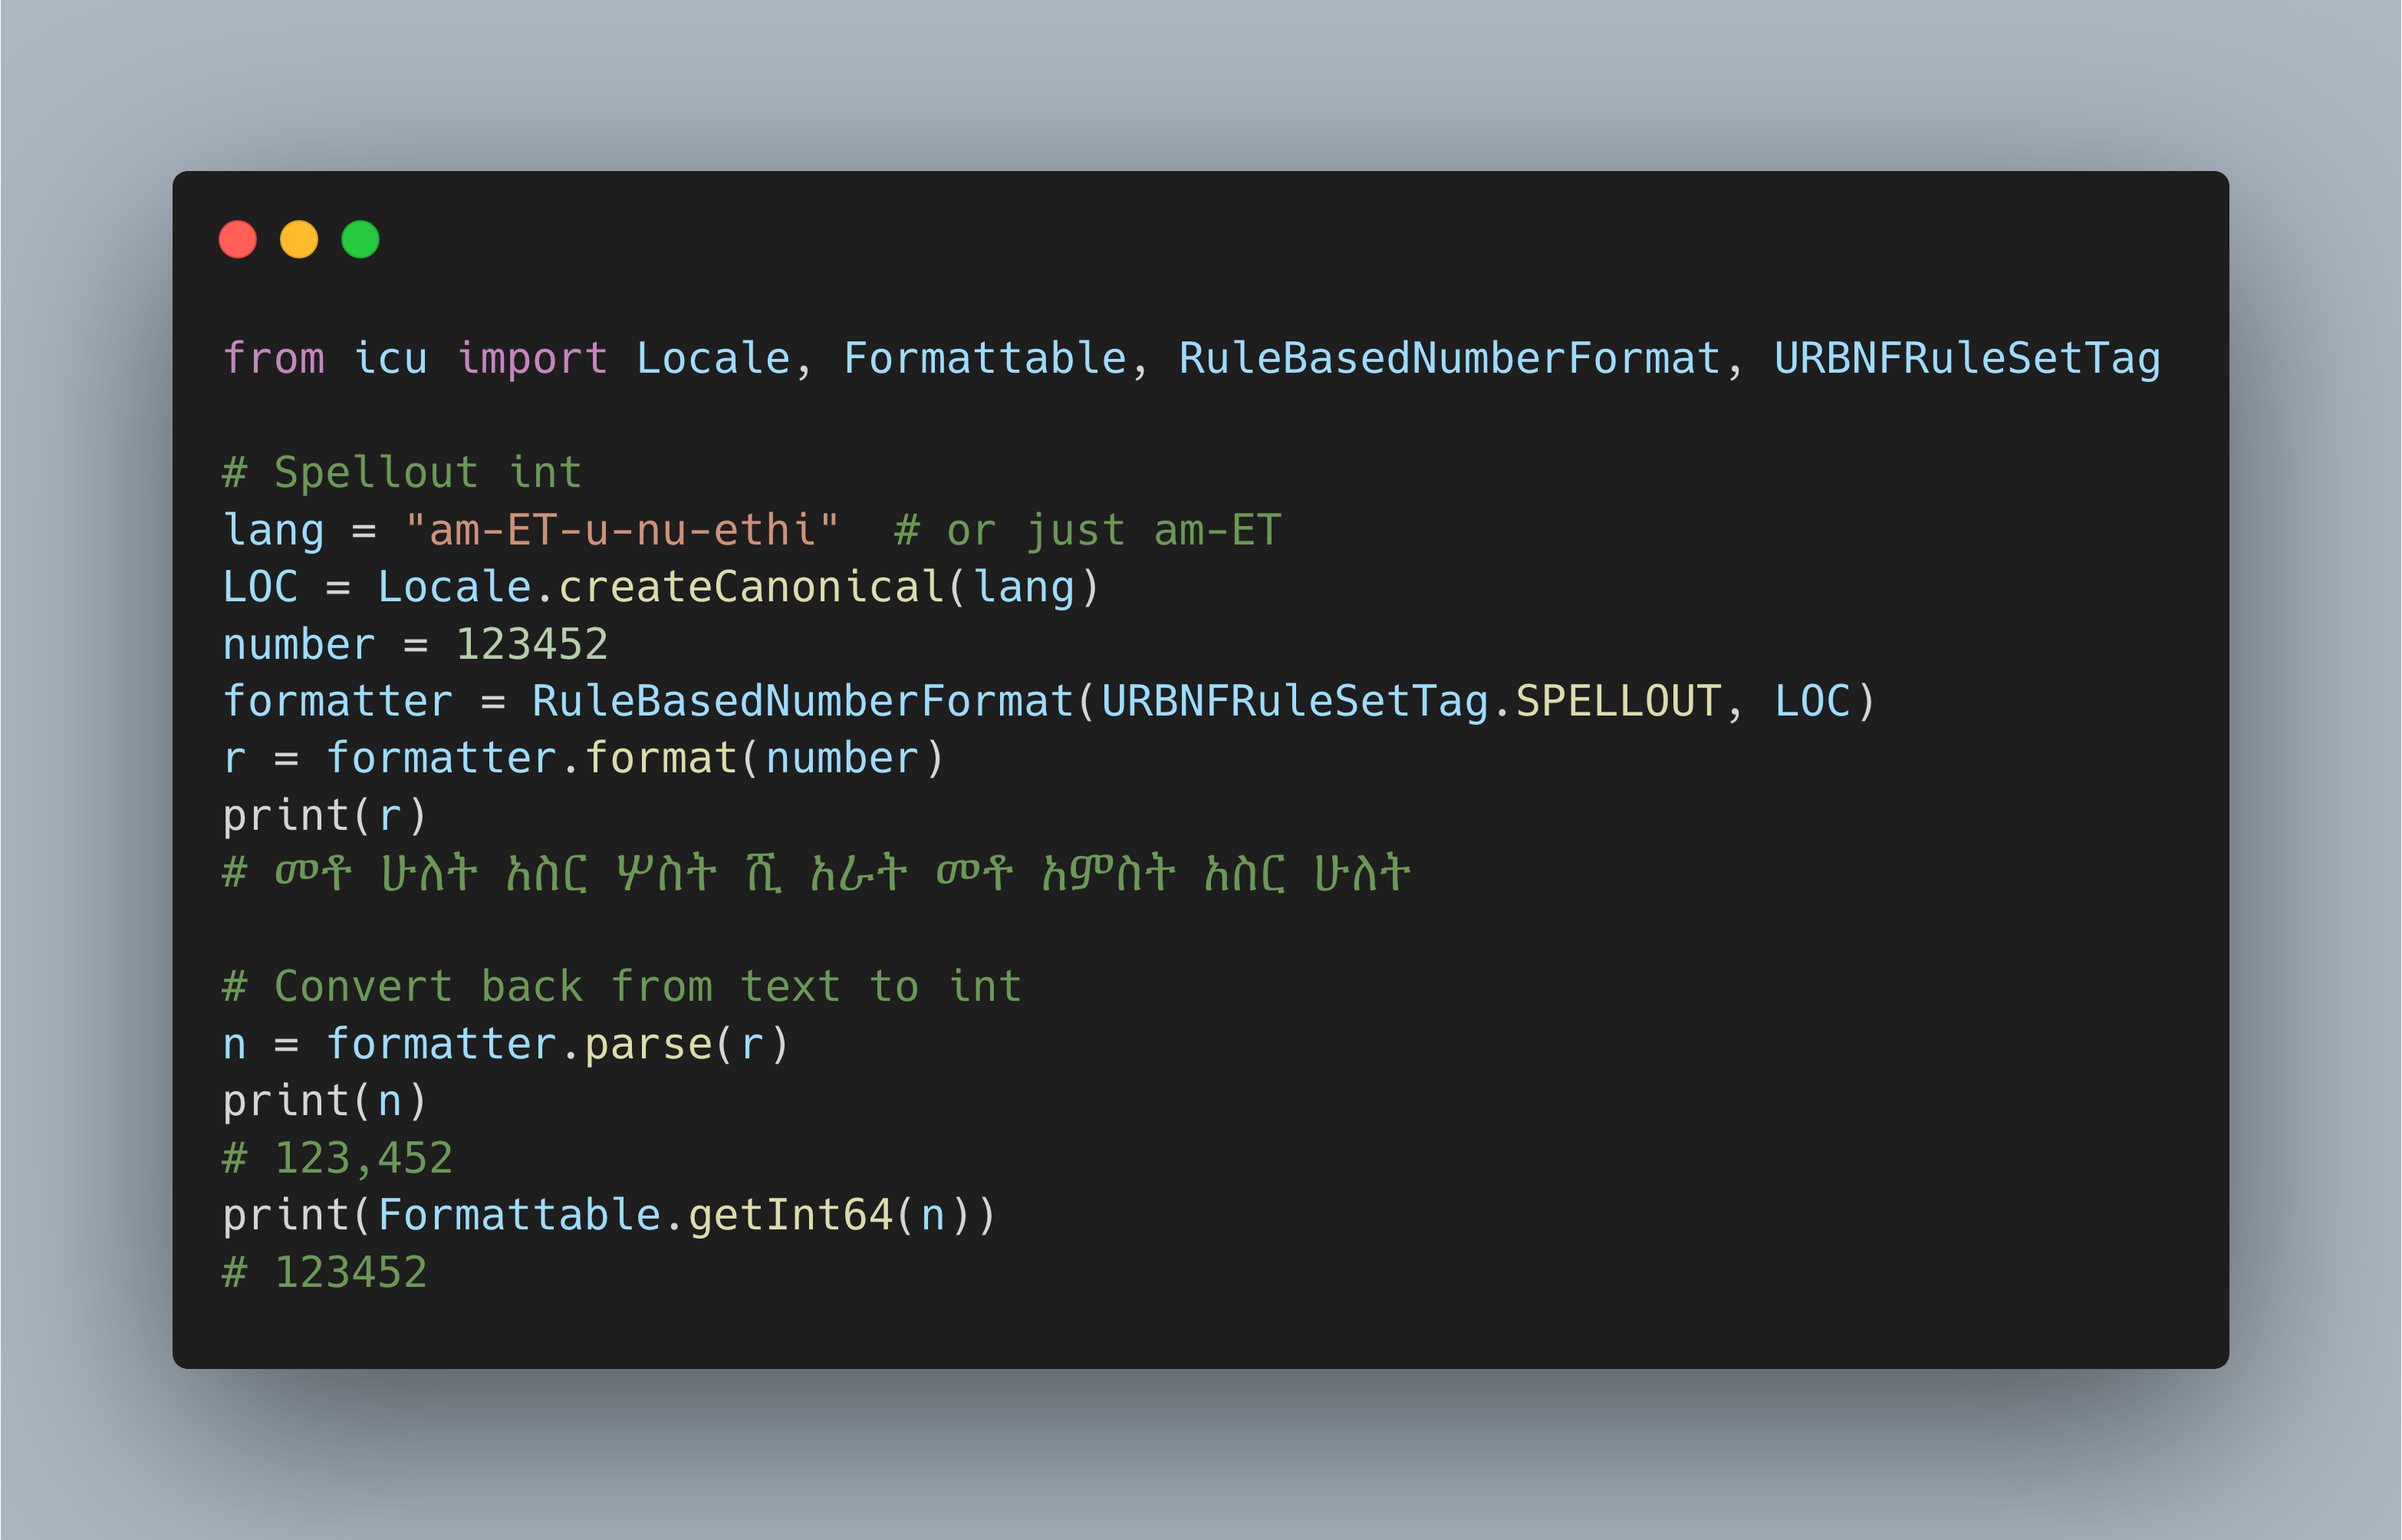 from icu import Locale, Formattable, RuleBasedNumberFormat, URBNFRuleSetTag
# Spellout int
lang = "am-ET-u-nu-ethi"  # or just am-ET
LOC = Locale.createCanonical(lang)
number = 123452
formatter = RuleBasedNumberFormat(URBNFRuleSetTag.SPELLOUT, LOC)
r = formatter.format(number)
print(r)
# መቶ ሁለት አስር ሦስት ሺ አራት መቶ አምስት አስር ሁለት
# Convert back from text to int
n = formatter.parse(r)
print(n)
# 123,452
print(Formattable.getInt64(n))
# 123452